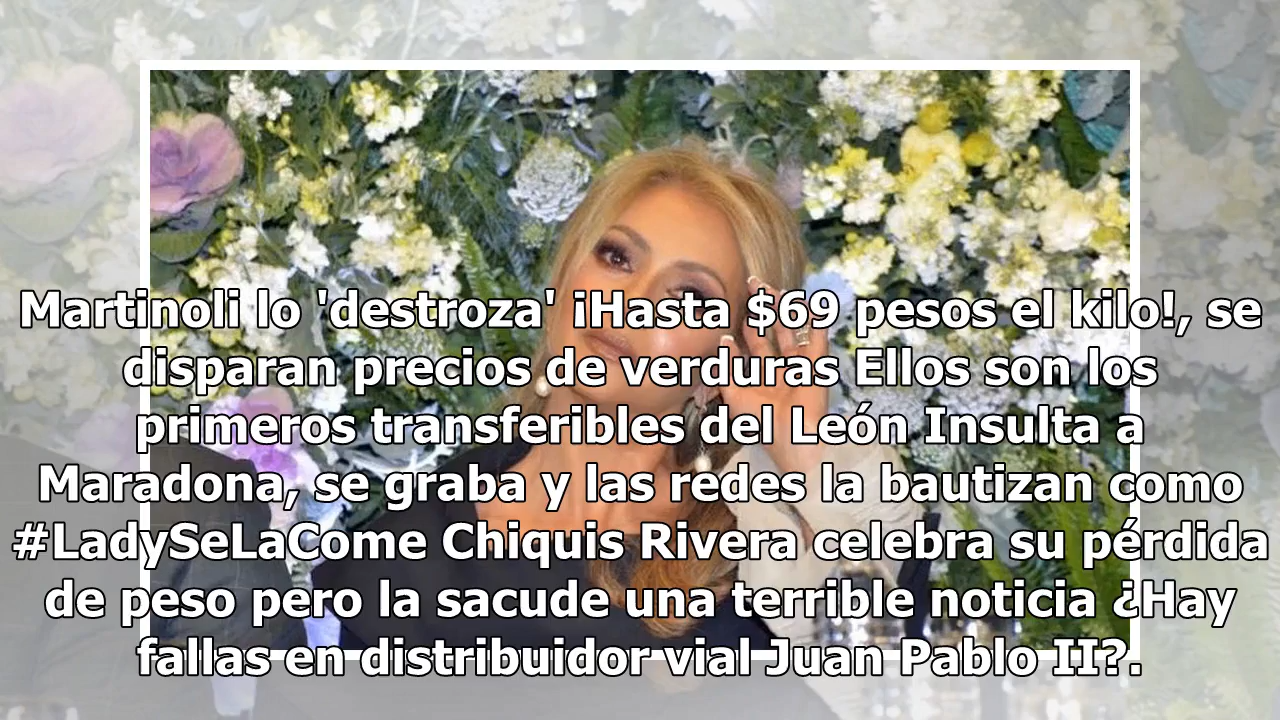 Martinoli lo 'destroza' ¡Hasta $69 pesos el kilo!, se
disparan precios de verduras Ellos son los
primeros transferibles del León Insulta a
Maradona, se graba y las redes la bautizan como
#LadySeLaCome Chiquis Rivera celebra su pérdida
de peso pero la sacude una terrible noticia ¿Hay
fallas en distribuidor vial Juan Pablo II?.